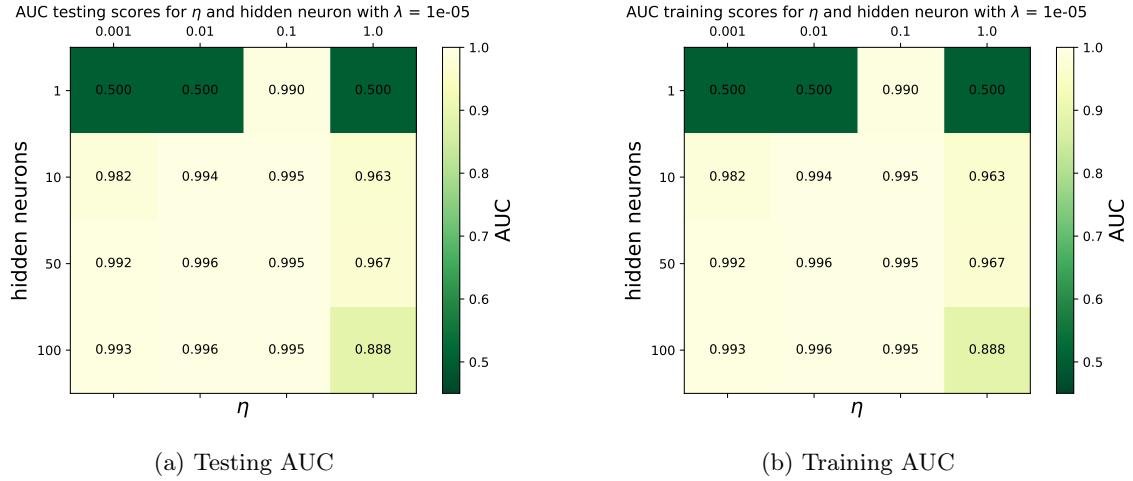 AUC testing scores for η and hidden neuron with λ = 1e-05
0.001 0.01 0.1 1.0
1 0.500 0.500 0.990 0.500
10 0.982 0.994 0.995 0.963
50 0.992 0.996 0.995 0.967
100 0.993 0.996 0.995 0.888
hidden neurons
η
1.0
0.9
0.8
0.7
0.6
0.5
AUC
(a) Testing AUC
AUC training scores for η and hidden neuron with λ = 1e-05
0.001 0.01 0.1 1.0
1 0.500 0.500 0.990 0.500
10 0.982 0.994 0.995 0.963
50 0.992 0.996 0.995 0.967
100 0.993 0.996 0.995 0.888
hidden neurons
η
1.0
0.9
0.8
0.7
0.6
0.5
AUC
(b) Training AUC